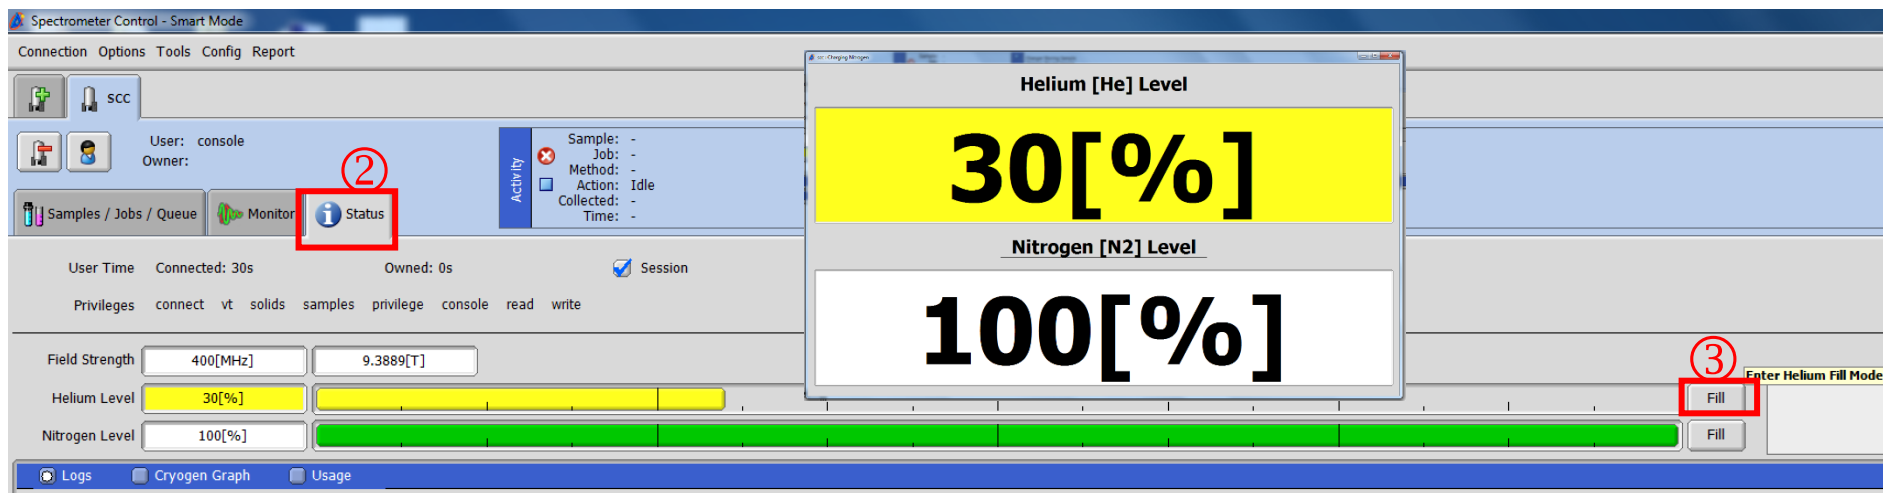 Spectrometer Control - Smart Mode
Connection Options Tools Config Report
scc
User: console
Owner:
②
Samples / Jobs / Queue
Monitor
Status
Activity
Sample: -
Job: -
Method: -
Action: Idle
Collected: -
Time: -
Charging Nitrogen
Helium [He] Level
30[%]
Nitrogen [N2] Level
100[%]
User Time Connected: 30s Owned: 0s Session
Privileges connect vt solids samples privilege console read write
Field Strength 400[MHz] 9.3889[T]
③
Enter Helium Fill Mode
Helium Level 30[%] Fill
Nitrogen Level 100[%] Fill
Logs Cryogen Graph Usage